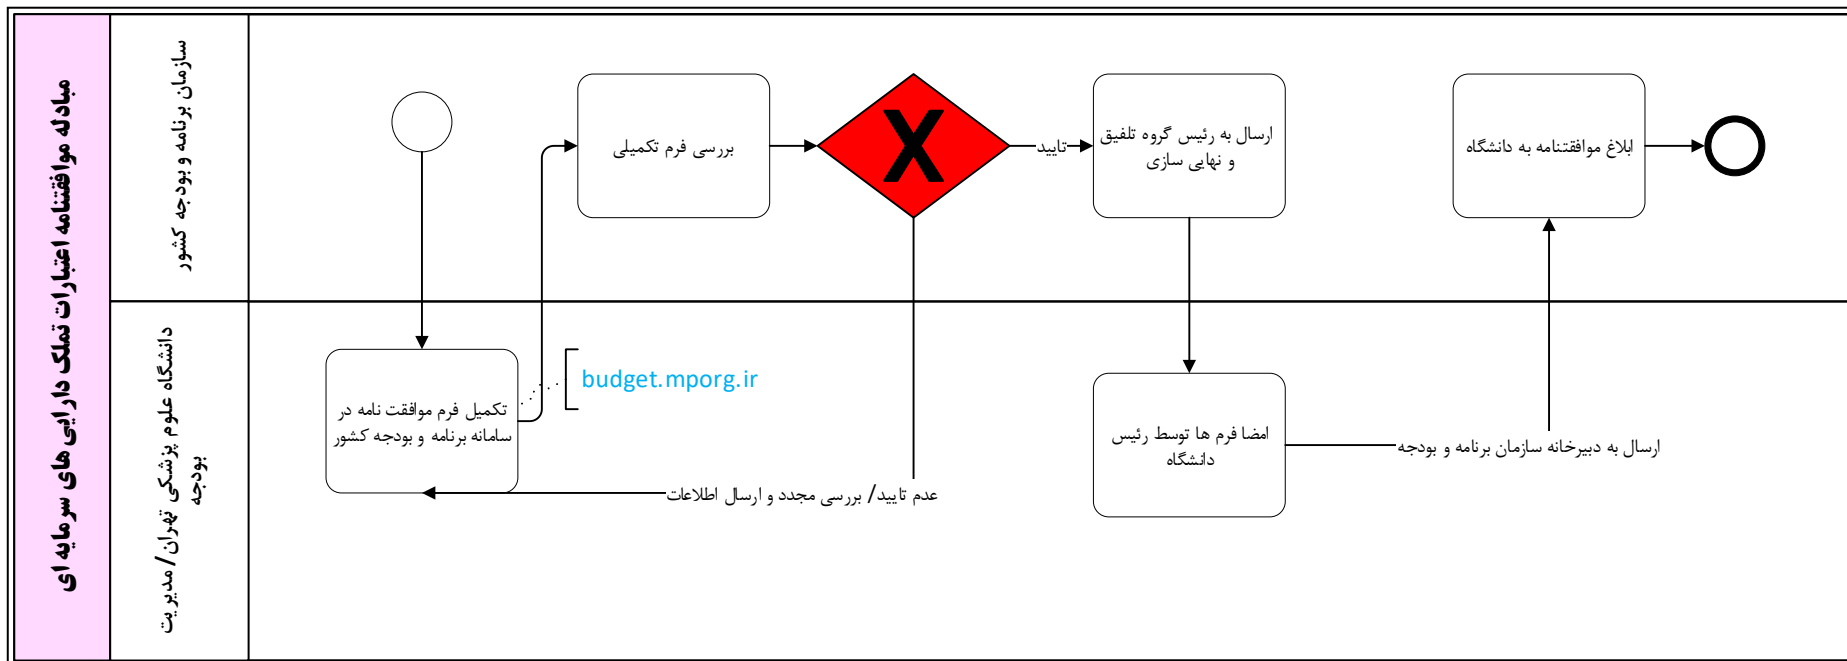 مبادله موافقتنامه اعتبارات تملک دارایی های سرمایه ای
سازمان برنامه و بودجه کشور
بررسی فرم تکمیلی
X
تایید
ارسال به رئیس گروه تلفیق
و نهایی سازی
ابلاغ موافقتنامه به دانشگاه
دانشگاه علوم پزشکی تهران/مدیریت
بودجه
تکمیل فرم موافقت نامه در
سامانه برنامه و بودجه کشور
budget.mporg.ir
عدم تایید/ بررسی مجدد و ارسال اطلاعات
امضا فرم ها توسط رئیس
دانشگاه
ارسال به دبیرخانه سازمان برنامه و بودجه